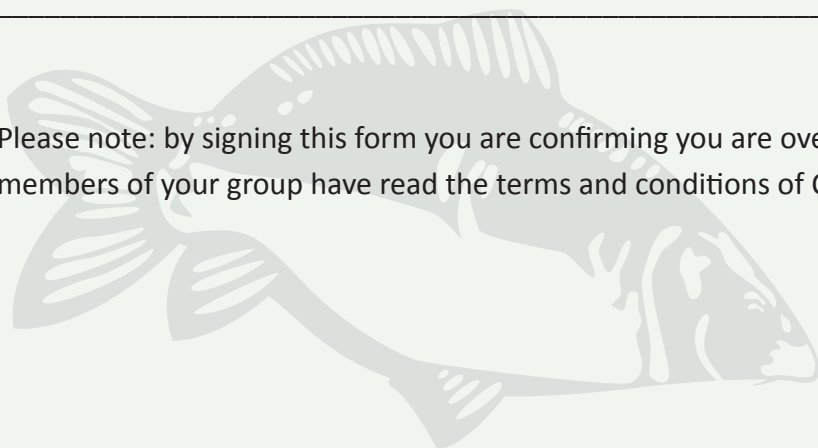 Please note: by signing this form you are confirming you are
members of your group have read the terms and conditions of